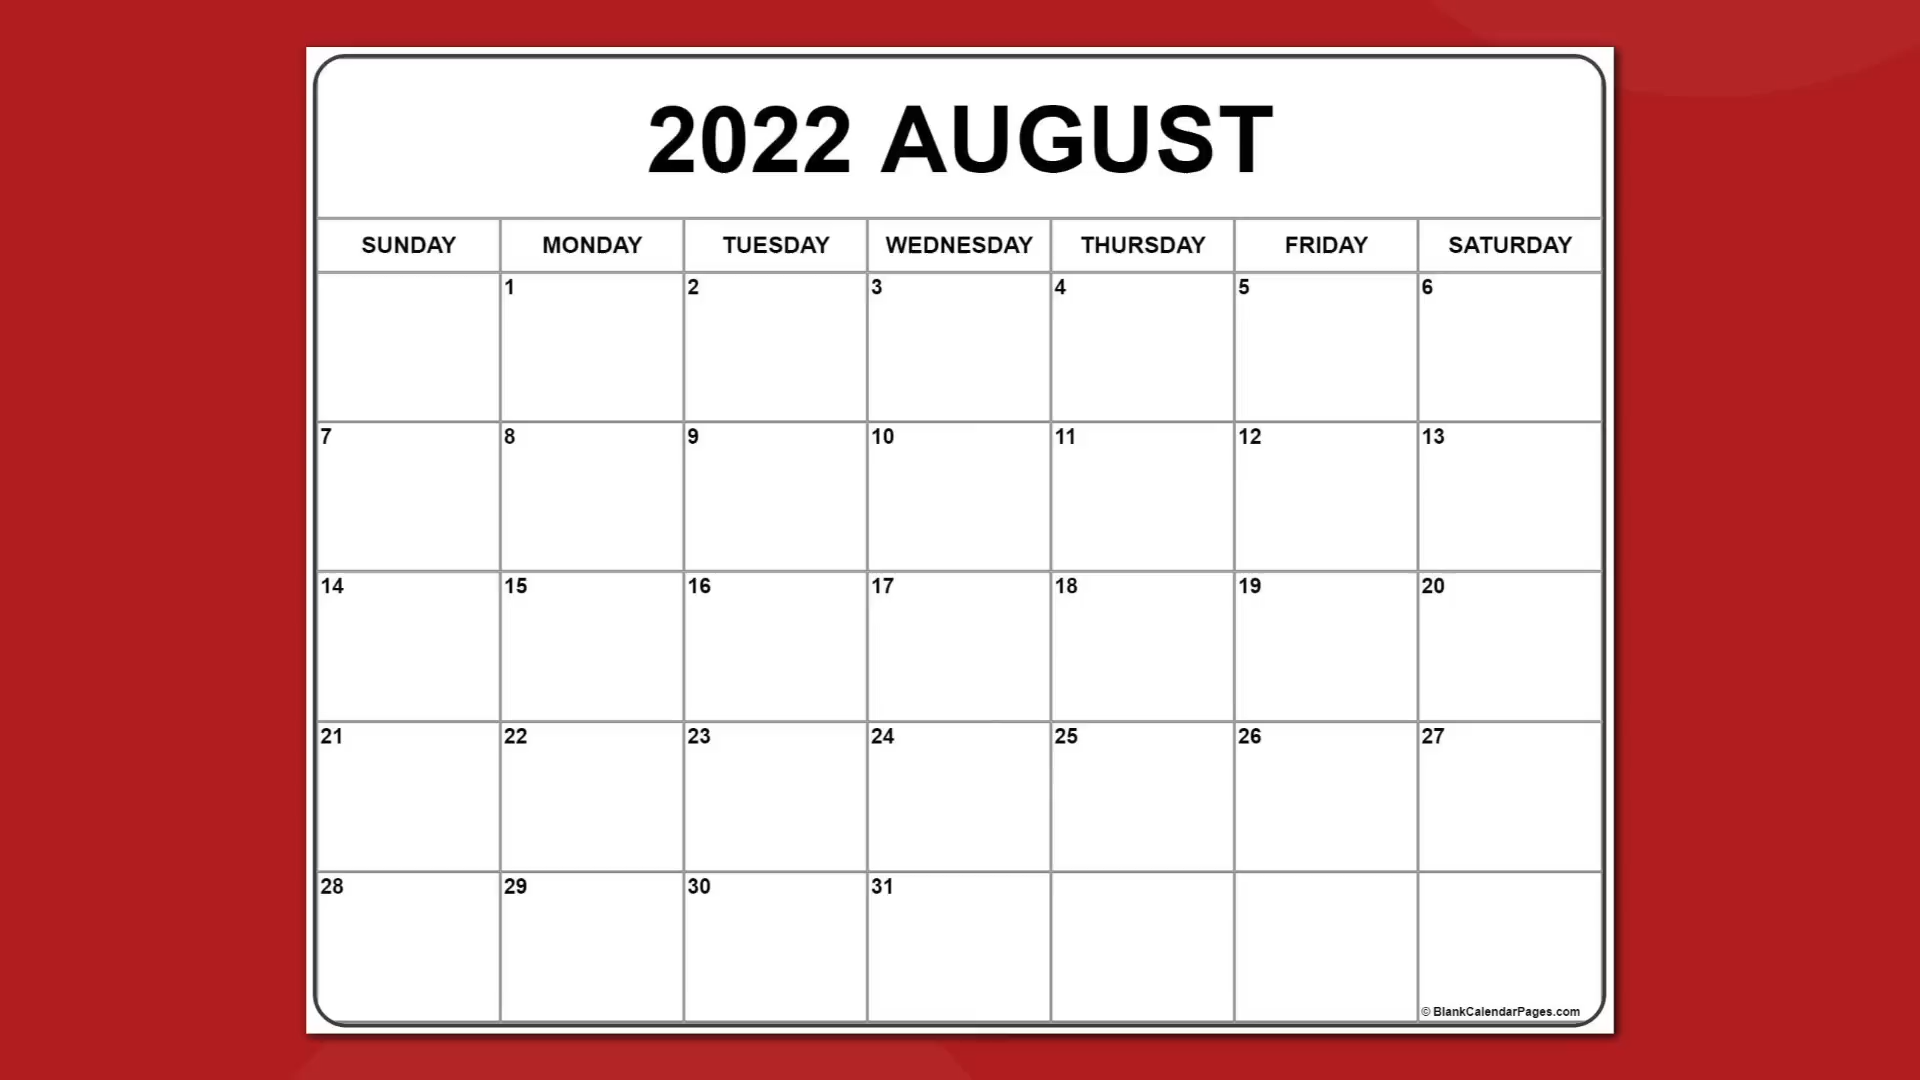 2022 AUGUST
SUNDAY MONDAY TUESDAY WEDNESDAY THURSDAY FRIDAY SATURDAY
1 2 3 4 5 6
7 8 9 10 11 12 13
14 15 16 17 18 19 20
21 22 23 24 25 26 27
28 29 30 31
© BlankCalendarPages.com